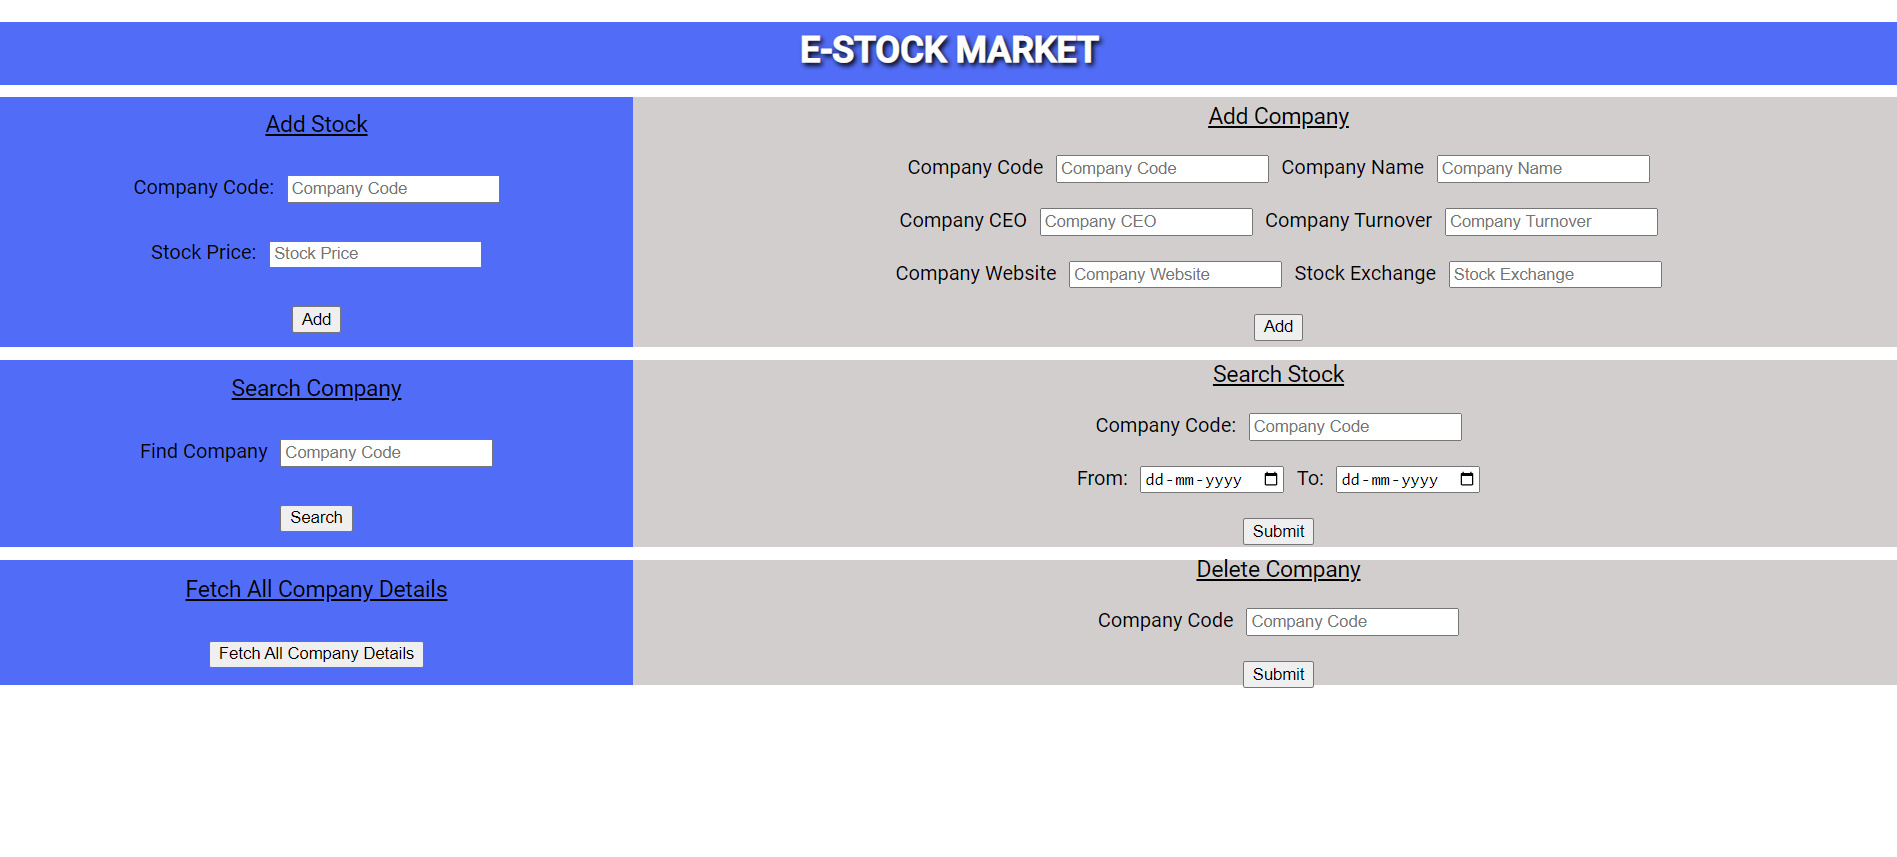 E-STOCK MARKET
Add Stock
Company Code: Company Code
Stock Price: Stock Price
Add
Add Company
Company Code Company Code Company Name Company Name
Company CEO Company CEO Company Turnover Company Turnover
Company Website Company Website Stock Exchange Stock Exchange
Add
Search Company
Find Company Company Code
Search
Search Stock
Company Code: Company Code
From: dd-mm-yyyy To: dd-mm-yyyy
Submit
Fetch All Company Details
Fetch All Company Details
Delete Company
Company Code Company Code
Submit